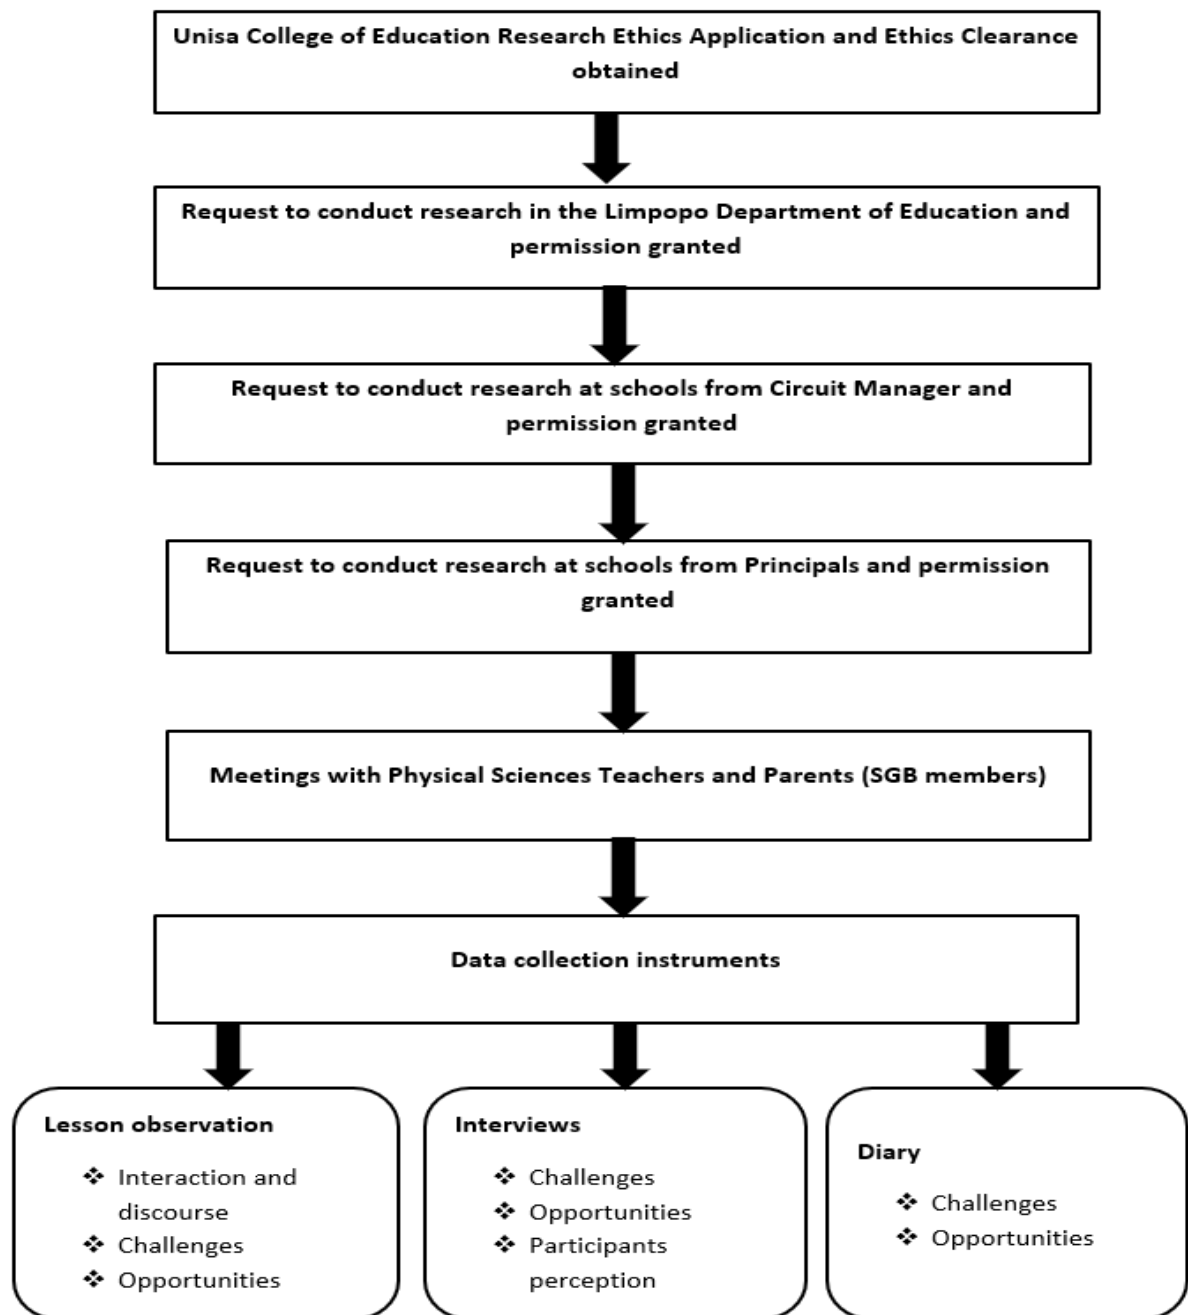 Unisa College of Education Research Ethics Application and Ethics Clearance
obtained
Request to conduct research in the Limpopo Department of Education and
permission granted
Request to conduct research at schools from Circuit Manager and
permission granted
Request to conduct research at schools from Principals and permission
granted
Meetings with Physical Sciences Teachers and Parents (SGB members)
Data collection instruments
Lesson observation
❖ Interaction and
discourse
❖ Challenges
❖ Opportunities
Interviews
❖ Challenges
❖ Opportunities
❖ Participants
perception
Diary
❖ Challenges
❖ Opportunities